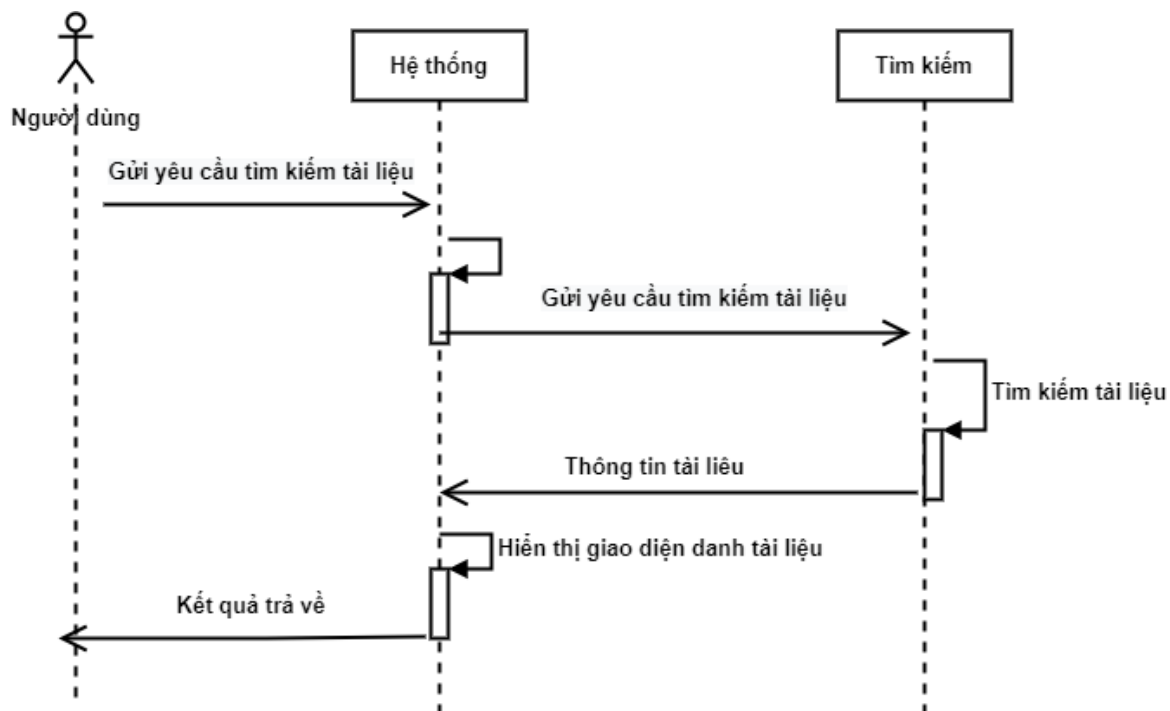 Hệ thống
Tìm kiếm
Người dùng
Gửi yêu cầu tìm kiếm tài liệu
Gửi yêu cầu tìm kiếm tài liệu
Tìm kiếm tài liệu
Thông tin tài liêu
Hiển thị giao diện danh tài liệu
Kết quả trả về